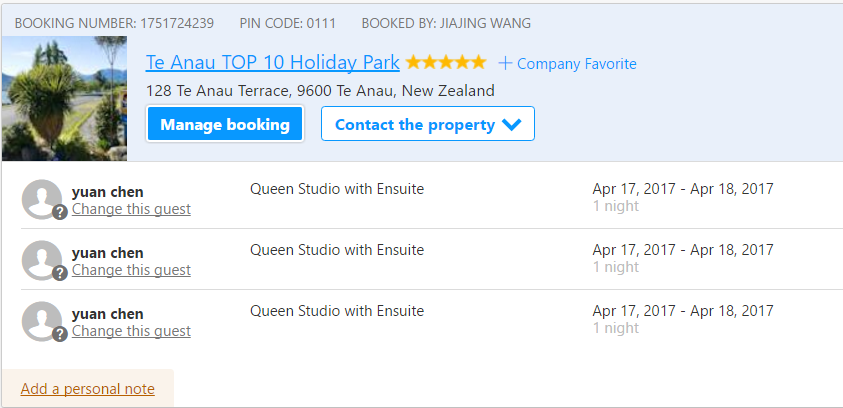 BOOKING NUMBER: 1751724239 PIN CODE: 0111 BOOKED BY: JIAJING WANG
Te Anau TOP 10 Holiday Park + Company Favorite
128 Te Anau Terrace, 9600 Te Anau, New Zealand
Manage booking Contact the property
yuan chen Queen Studio with Ensuite Apr 17, 2017 - Apr 18, 2017
? Change this guest 1 night
yuan chen Queen Studio with Ensuite Apr 17, 2017 - Apr 18, 2017
? Change this guest 1 night
yuan chen Queen Studio with Ensuite Apr 17, 2017 - Apr 18, 2017
? Change this guest 1 night
Add a personal note